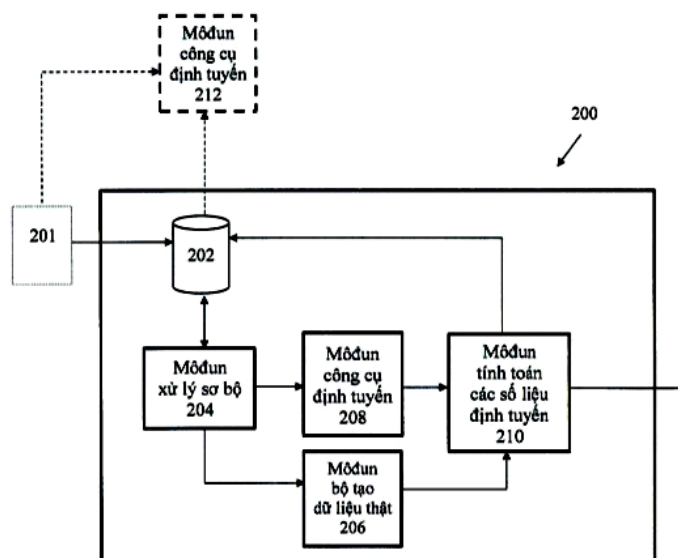 Môđun
công cụ
định tuyến
212
200
201
202
Môđun
xử lý sơ bộ
204
Môđun
công cụ
định tuyến
208
Môđun
tính toán
các số liệu
định tuyến
210
Môđun
bộ tạo
dữ liệu thật
206